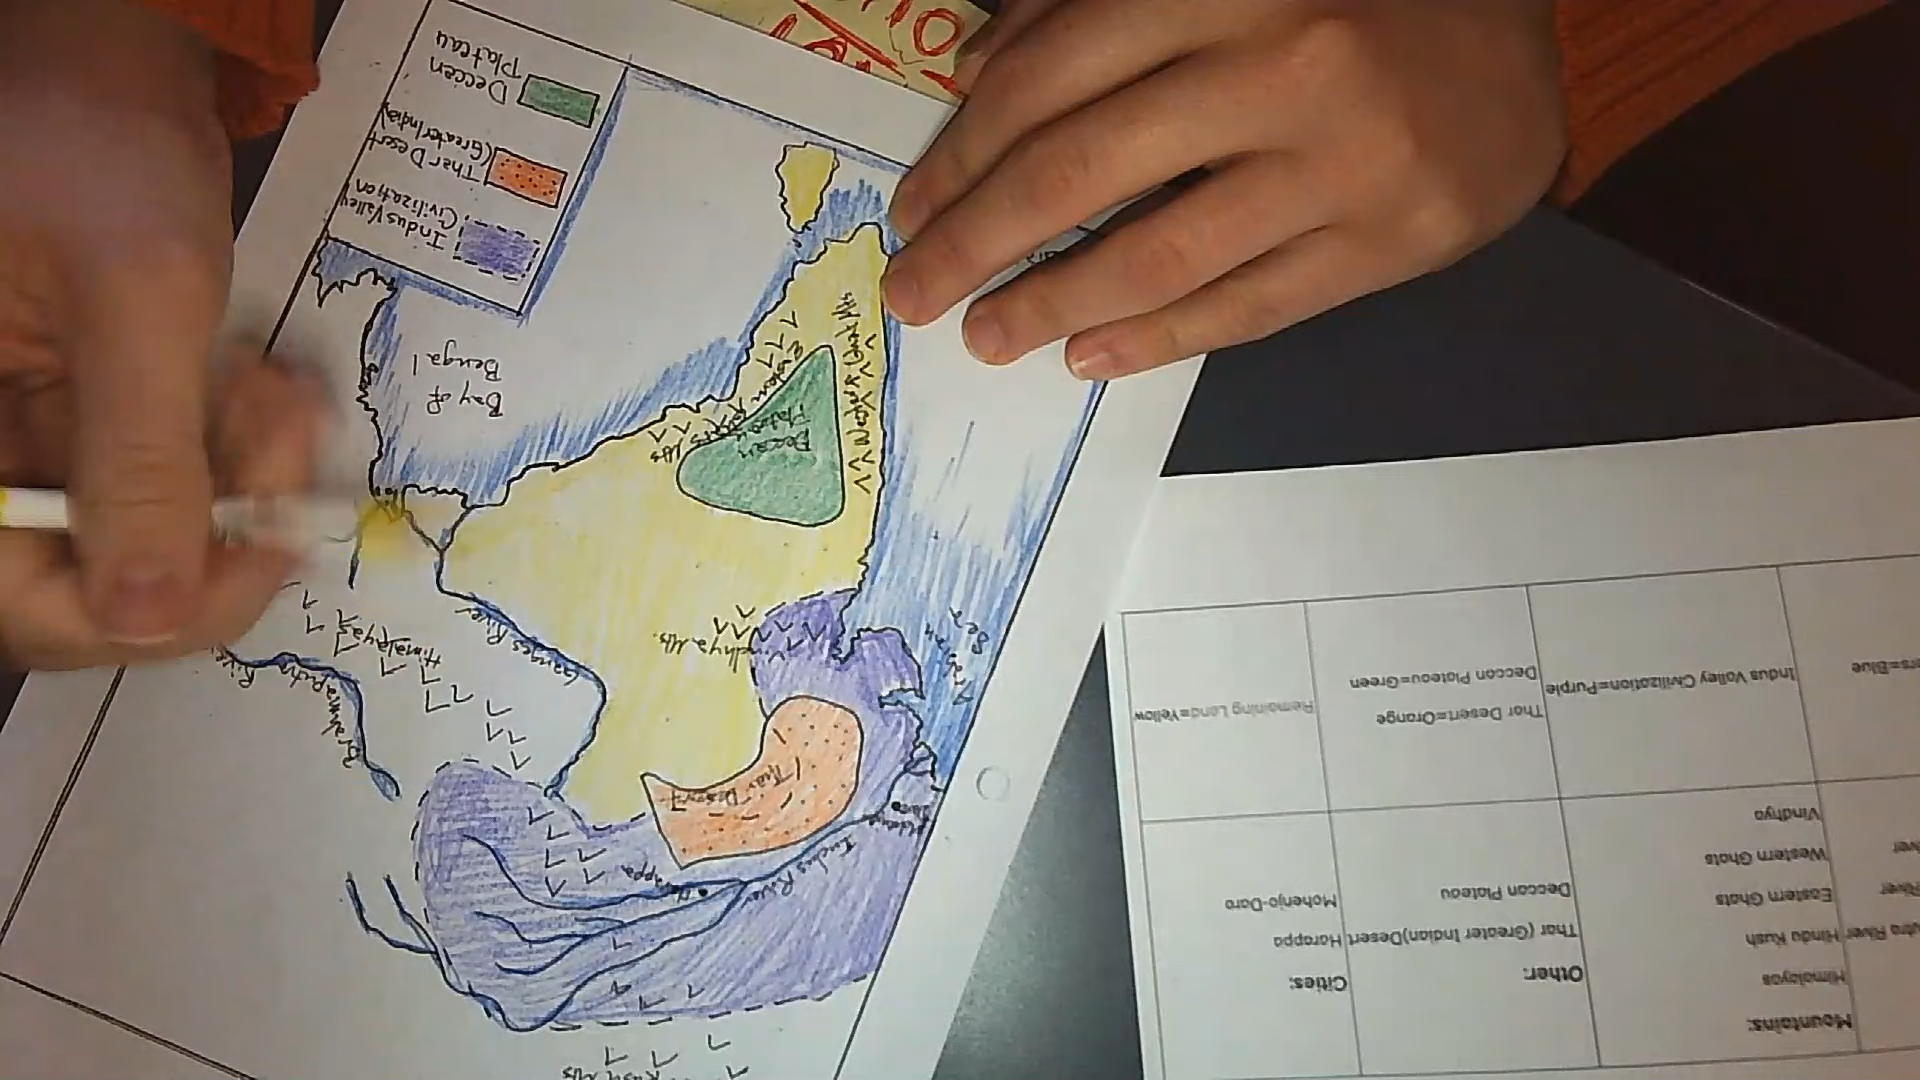 Deccan
Plateau
Thar Desert
(Greater India)
Indus Valley
Civilization
Bay of
Bengal
Western Ghats Mts
Eastern Ghats Mts
Deccan
Plateau
Arabian
Sea
Vindhya Mts.
Ganges River
Himalayas
Brahmaputra
River
Thar Desert
Indus River
Harappa
Kush Mts
Mountains:
Himalayas
Hindu Kush
Eastern Ghats
Western Ghats
Vindhya
Other:
Thar (Greater Indian)Desert
Deccan Plateau
Cities:
Harappa
Mohenjo-Daro
Indus Valley Civilization=Purple
Thar Desert=Orange
Deccan Plateau=Green
Remaining Land=Yellow